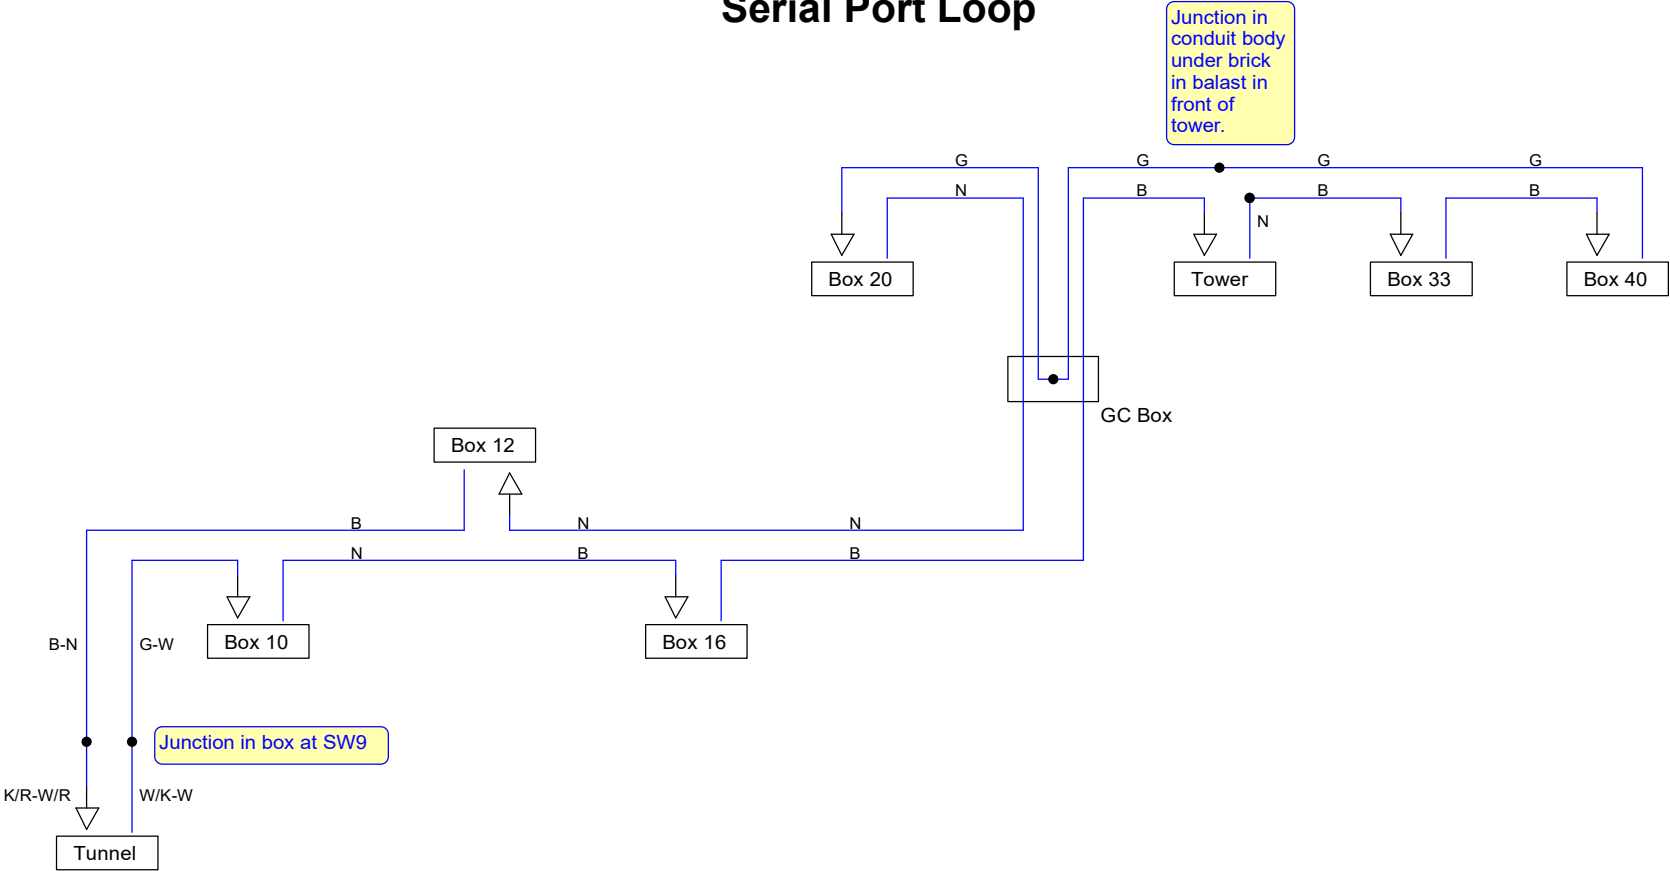 Serial Port Loop
Junction in
conduit body
under brick
in balast in
front of
tower.
G
G
G
G
N
B
B
B
N
Box 20
Tower
Box 33
Box 40
GC Box
Box 12
B
N
N
N
B
B
B-N
G-W
Box 10
Box 16
Junction in box at SW9
K/R-W/R
W/K-W
Tunnel